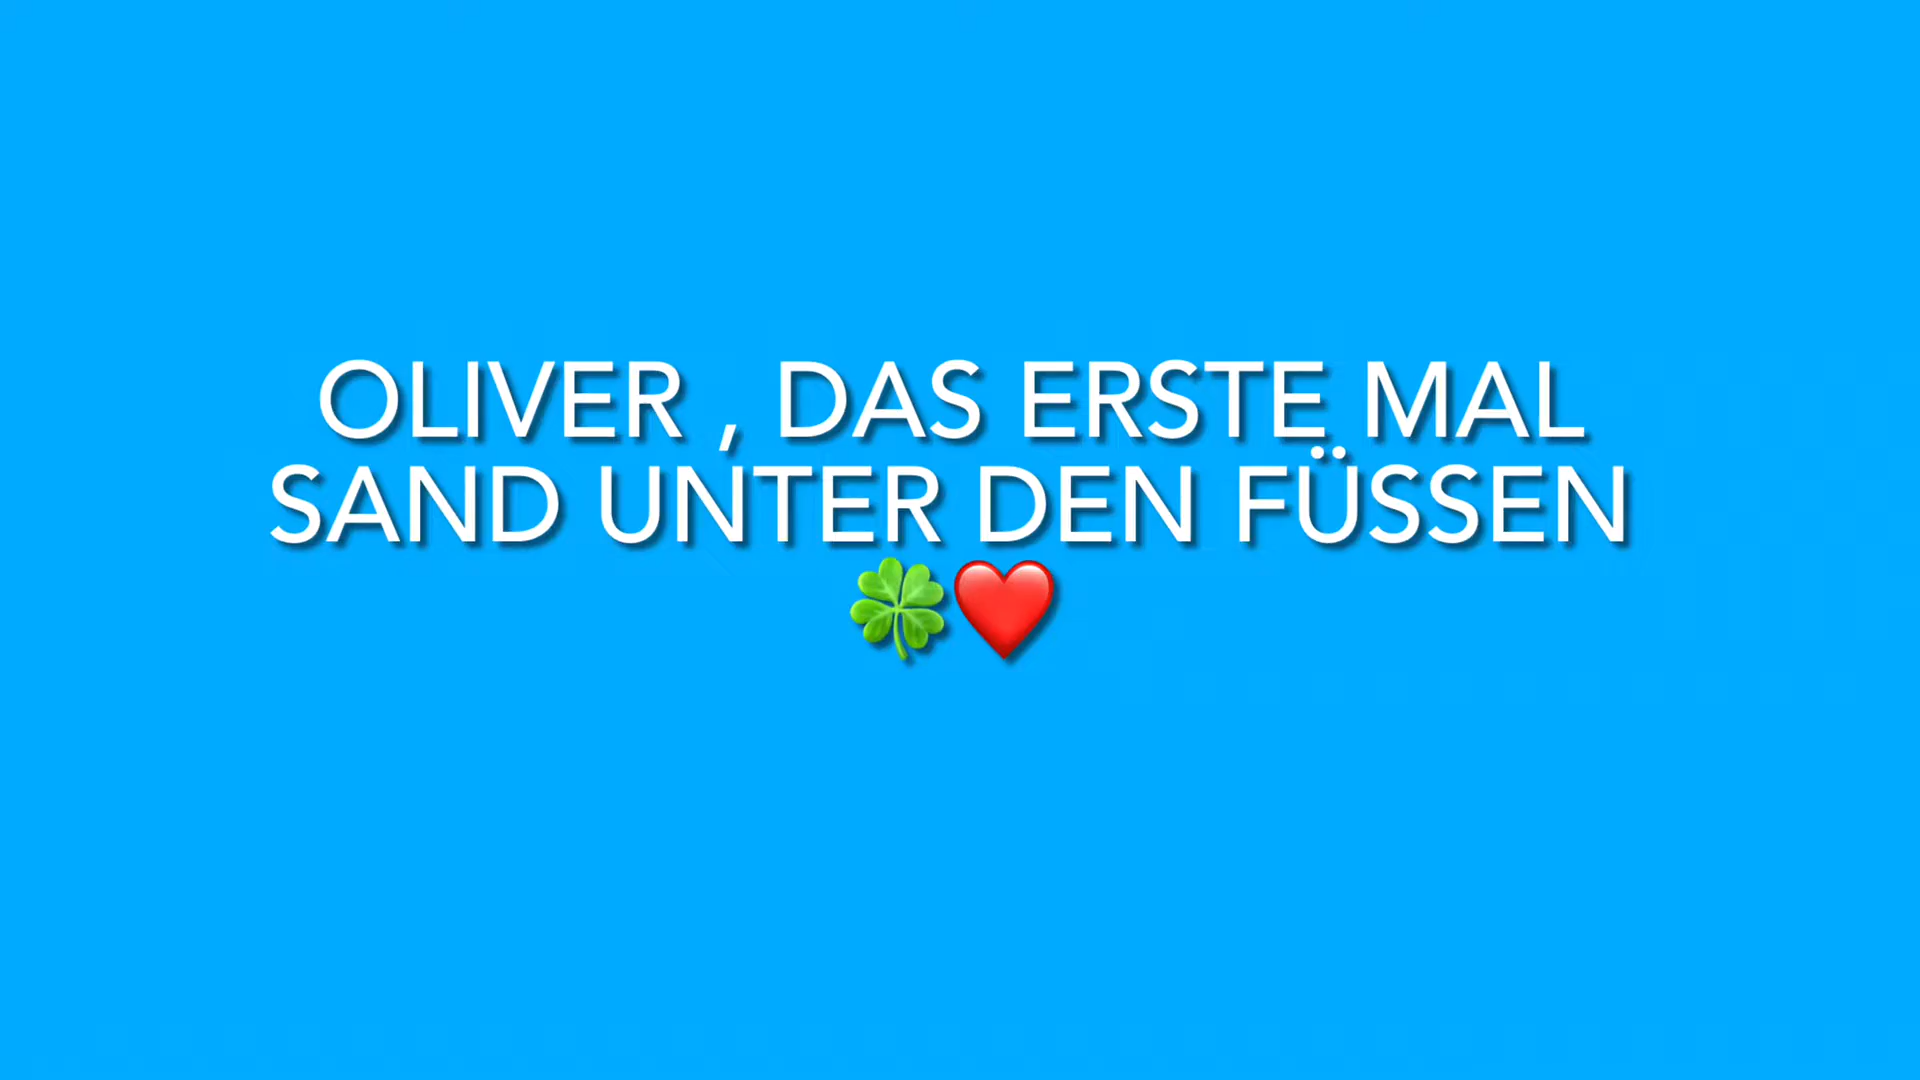 OLIVER , DAS ERSTE MAL
SAND UNTER DEN FÜSSEN
🍀❤️